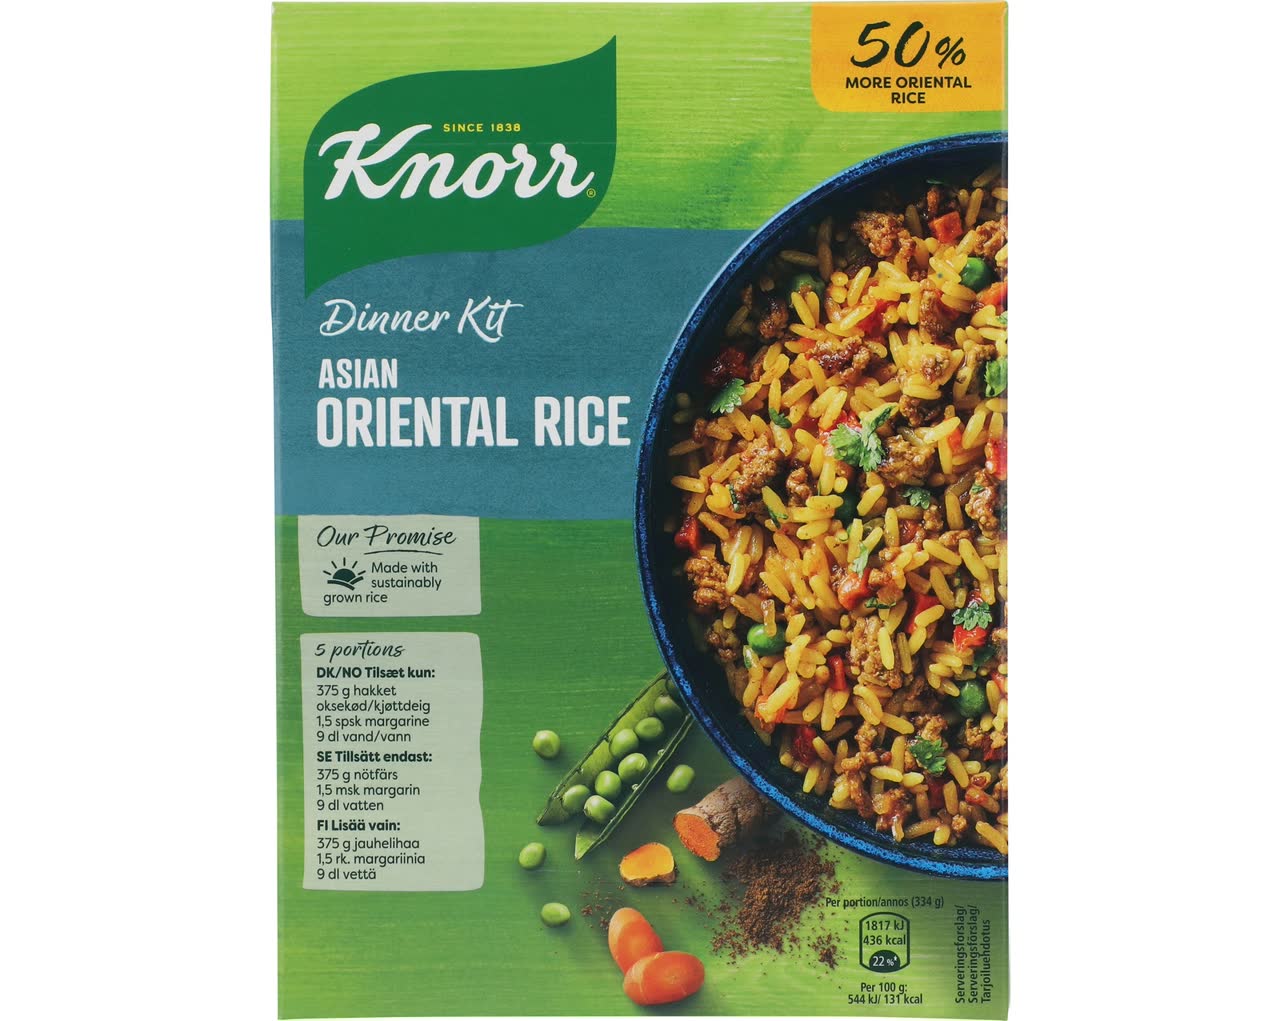 50%
MORE ORIENTAL
RICE
SINCE 1838
Knorr®
Dinner Kit
ASIAN
ORIENTAL RICE
Our Promise
Made with
sustainably
grown rice
5 portions
DK/NO Tilsæt kun:
375 g hakket
oksekød/kjøttdeig
1,5 spsk margarine
9 dl vand/vann
SE Tillsätt endast:
375 g nötfärs
1,5 msk margarin
9 dl vatten
FI Lisää vain:
375 g jauhelihaa
1,5 rk. margariinia
9 dl vettä
Per portion/annos (334 g)
1817 kJ
436 kcal
22%*
Per 100 g:
544 kJ/ 131 kcal
Serveringsforslag/
Serveringsförslag/
Tarjoiluehdotus